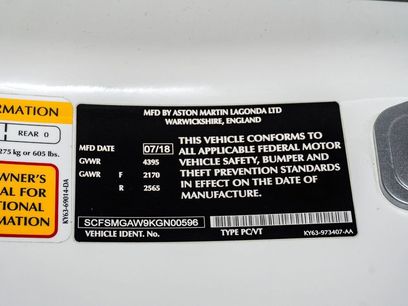 MFD BY ASTON MARTIN LAGONDA LTD
WARWICKSHIRE, ENGLAND
MFD DATE 07/18
GVWR 4395
GAWR F 2170
R 2565
THIS VEHICLE CONFORMS TO
ALL APPLICABLE FEDERAL MOTOR
VEHICLE SAFETY, BUMPER AND
THEFT PREVENTION STANDARDS
IN EFFECT ON THE DATE OF
MANUFACTURE.
SCFSMGAW9KGN00596
VEHICLE IDENT. No. TYPE PC/VT KY63-973407-AA
RMATION
REAR 0
275 kg or 605 lbs.
WNER'S
AL FOR
TIONAL
MATION
KY63-69014-DA